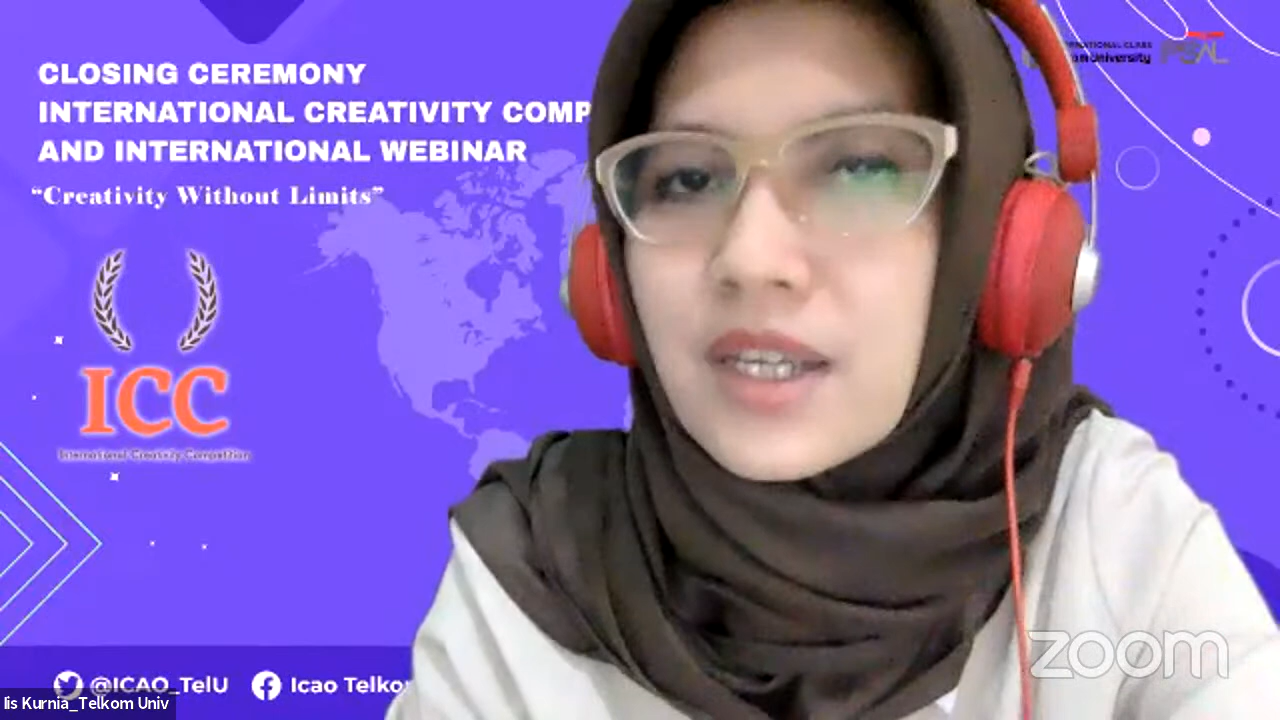 CLOSING CEREMONY
INTERNATIONAL CREATIVITY COMP
AND INTERNATIONAL WEBINAR
“Creativity Without Limits”
ICC
International Creativity Competition
@ICAO_TelU
Icao Telko
Iis Kurnia_Telkom Univ
zoom